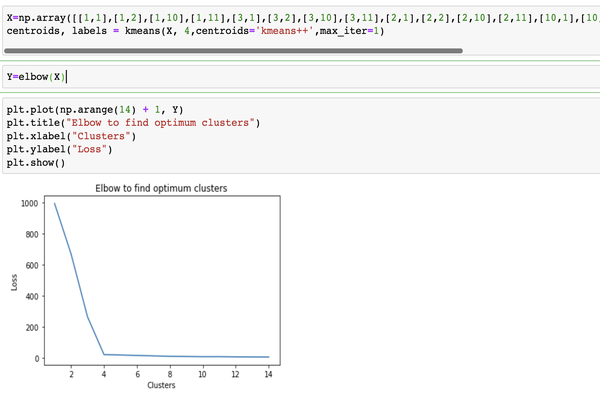 X=np.array([[1,1],[1,2],[1,10],[1,11],[3,1],[3,2],[3,10],[3,11],[2,1],[2,2],[2,10],[2,11],[10,1],[10
centroids, labels = kmeans(X, 4,centroids='kmeans++',max_iter=1)
Y=elbow(X)
plt.plot(np.arange(14) + 1, Y)
plt.title("Elbow to find optimum clusters")
plt.xlabel("Clusters")
plt.ylabel("Loss")
plt.show()
Elbow to find optimum clusters
1000
800
600
400
200
0
Loss
2 4 6 8 10 12 14
Clusters